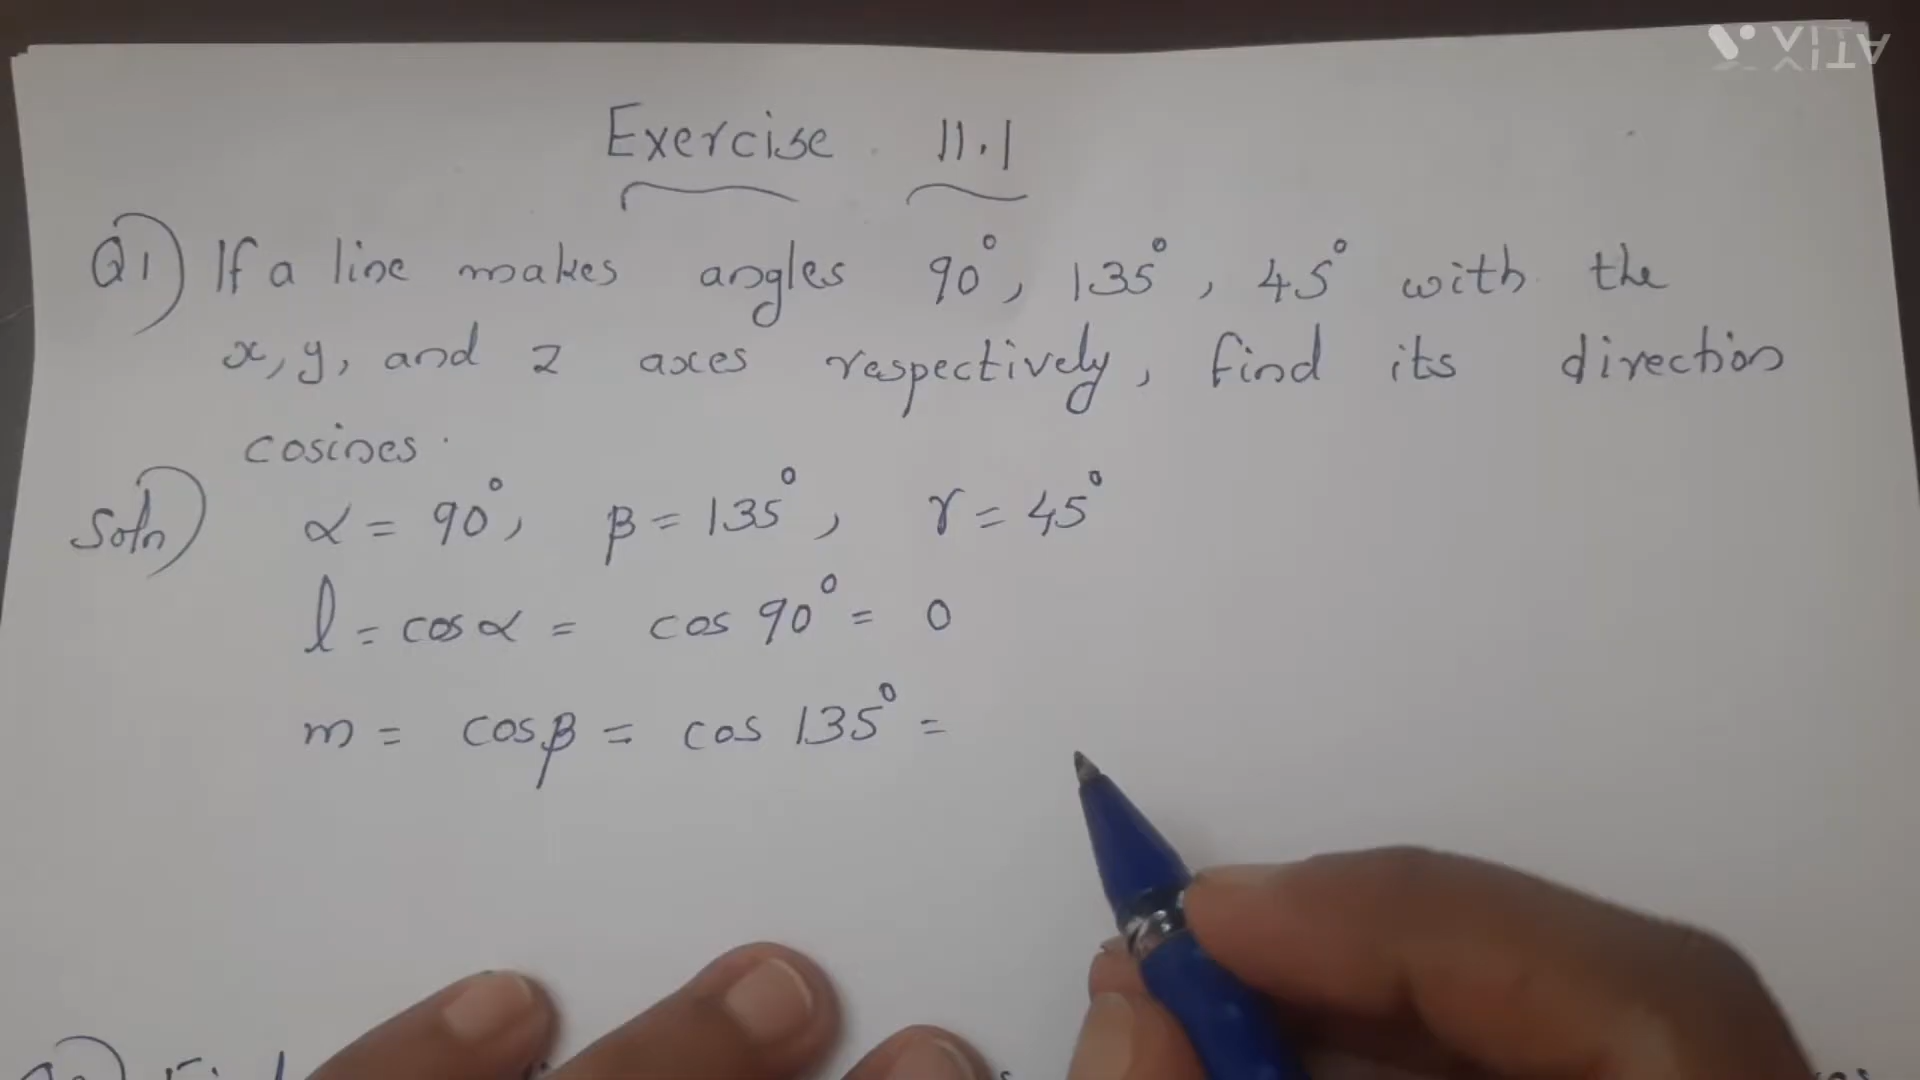 VITA
Exercise 11.1
Q1) If a line makes angles 90°, 135°, 45° with the
x, y, and z axes respectively, find its direction
cosines.
Soln) α = 90°, β = 135°, γ = 45°
l = cos α = cos 90° = 0
m = cos β = cos 135° =